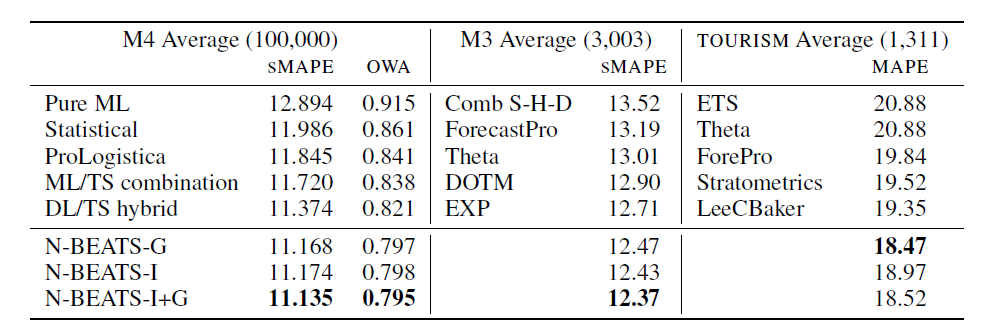 M4 Average (100,000) M3 Average (3,003) TOURISM Average (1,311)
SMAPE OWA SMAPE MAPE
Pure ML 12.894 0.915 Comb S-H-D 13.52 ETS 20.88
Statistical 11.986 0.861 ForecastPro 13.19 Theta 20.88
ProLogistica 11.845 0.841 Theta 13.01 ForePro 19.84
ML/TS combination 11.720 0.838 DOTM 12.90 Stratometrics 19.52
DL/TS hybrid 11.374 0.821 EXP 12.71 LeeCBaker 19.35
N-BEATS-G 11.168 0.797 12.47 18.47
N-BEATS-I 11.174 0.798 12.43 18.97
N-BEATS-I+G 11.135 0.795 12.37 18.52